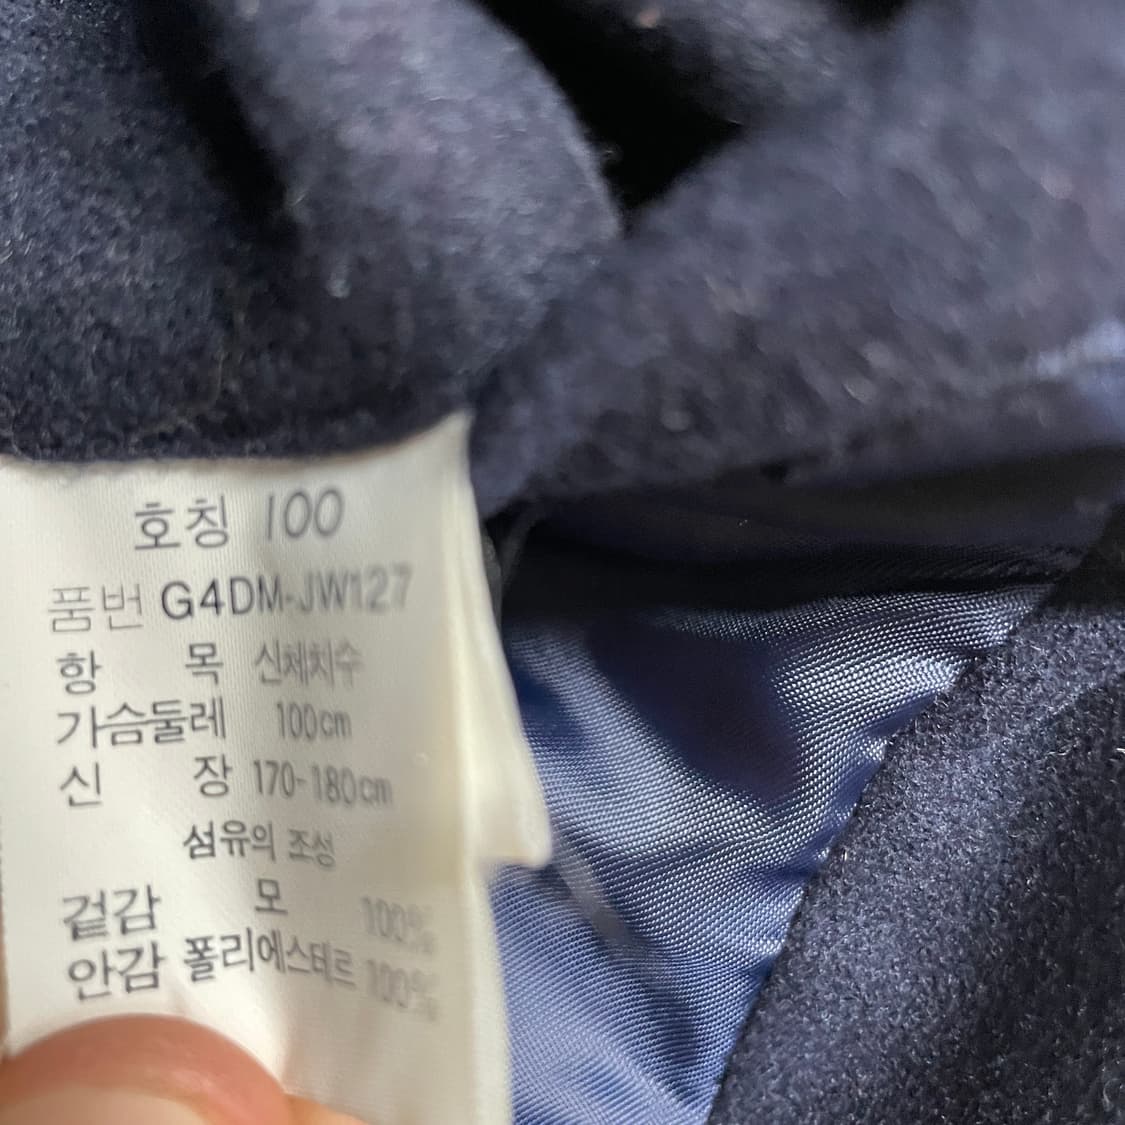 호칭 100
품번 G4DM-JW127
항 목 신체치수
가슴둘레 100cm
신 장 170-180cm
섬유의 조성
겉감 모 100%
안감 폴리에스테르 100%